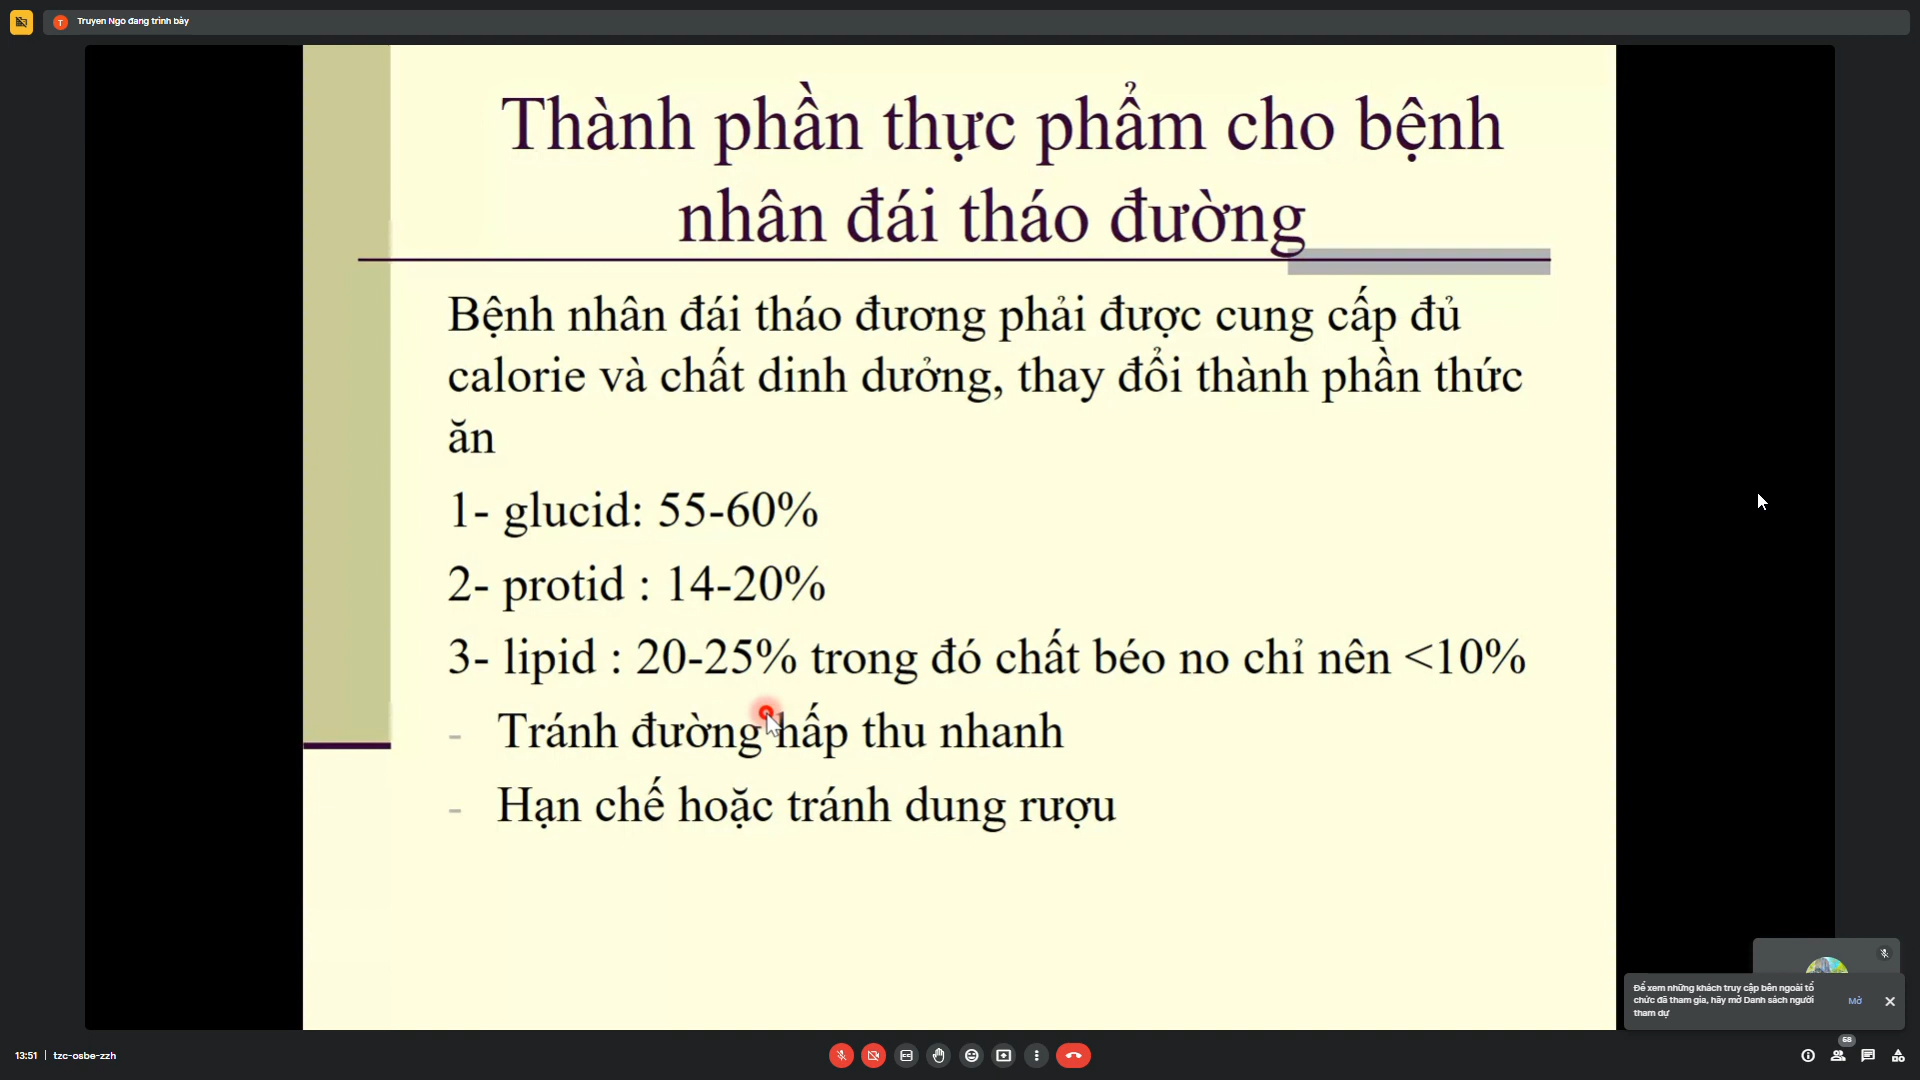 T Truyen Ngo đang trình bày
Thành phần thực phẩm cho bệnh
nhân đái tháo đường
Bệnh nhân đái tháo đương phải được cung cấp đủ
calorie và chất dinh dưởng, thay đổi thành phần thức
ăn
1- glucid: 55-60%
2- protid : 14-20%
3- lipid : 20-25% trong đó chất béo no chỉ nên <10%
- Tránh đường hấp thu nhanh
- Hạn chế hoặc tránh dung rượu
Để xem những khách truy cập bên ngoài tổ
chức đã tham gia, hãy mở Danh sách người
tham dự
Mở
13:51 | tzc-osbe-zzh
68